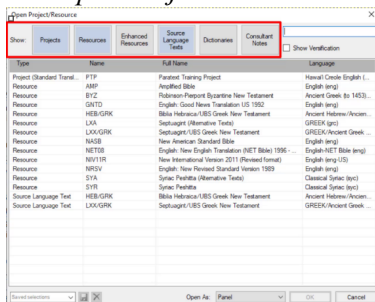 Open Project/Resource
Show: Projects Resources Enhanced Resources Source Language Texts Dictionaries Consultant Notes
Show Versification
Type Name Full Name Language
Project (Standard Transl... PTP Paratext Training Project Hawai'i Creole English (...
Resource AMP Amplified Bible English (eng)
Resource BYZ Robinson-Pierpont Byzantine New Testament Ancient Greek (to 1453)...
Resource GNTD English: Good News Translation US 1992 English (eng)
Resource HEB/GRK Biblia Hebraica/UBS Greek New Testament Ancient Hebrew/Ancien...
Resource LXA Septuagint (Alternative Texts) GREEK (grc)
Resource LXX/GRK Septuagint/UBS Greek New Testament GREEK/Ancient Greek ...
Resource NASB New American Standard Bible English (eng)
Resource NET08 English: New English Translation (NET Bible) 1996 - ... English-NET Bible (eng)
Resource NIV11R New International Version 2011 (Revised format) English (eng-US)
Resource NRSV English: New Revised Standard Version 1989 English (eng)
Resource SYA Syriac Peshitta (Alternative Texts) Classical Syriac (syc)
Resource SYR Syriac Peshitta Classical Syriac (syc)
Source Language Text HEB/GRK Biblia Hebraica/UBS Greek New Testament Ancient Hebrew/Ancien...
Source Language Text LXX/GRK Septuagint/UBS Greek New Testament GREEK/Ancient Greek ...
Saved selections Open As: Panel OK Cancel